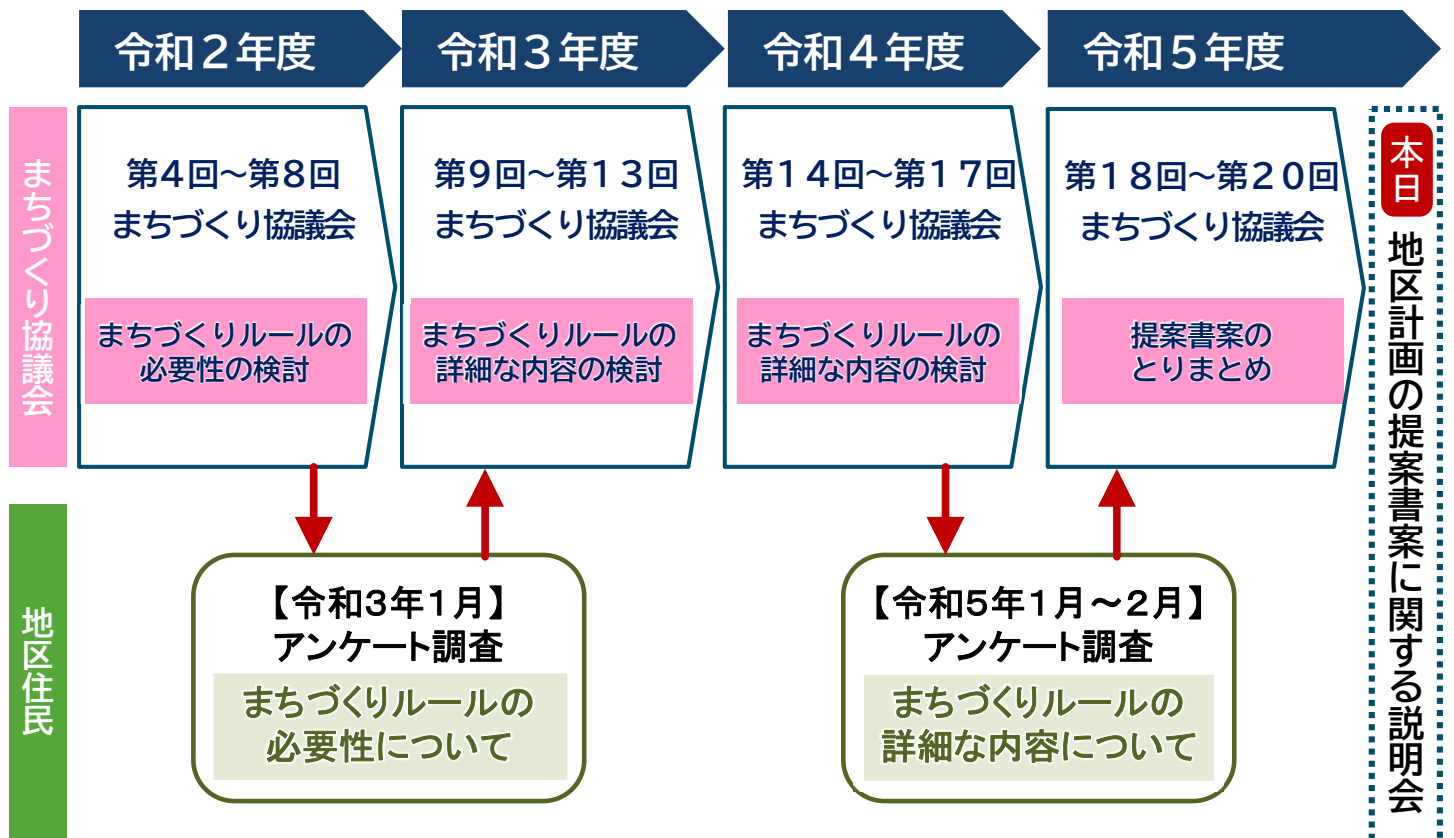 令和２年度
令和３年度
令和４年度
令和５年度
まちづくり協議会
第4回～第8回
まちづくり協議会
まちづくりルールの
必要性の検討
第9回～第13回
まちづくり協議会
まちづくりルールの
詳細な内容の検討
第14回～第17回
まちづくり協議会
まちづくりルールの
詳細な内容の検討
第18回～第20回
まちづくり協議会
提案書案の
とりまとめ
本日
地区計画の提案書案に関する説明会
地区住民
【令和3年1月】
アンケート調査
まちづくりルールの
必要性について
【令和5年1月～2月】
アンケート調査
まちづくりルールの
詳細な内容について